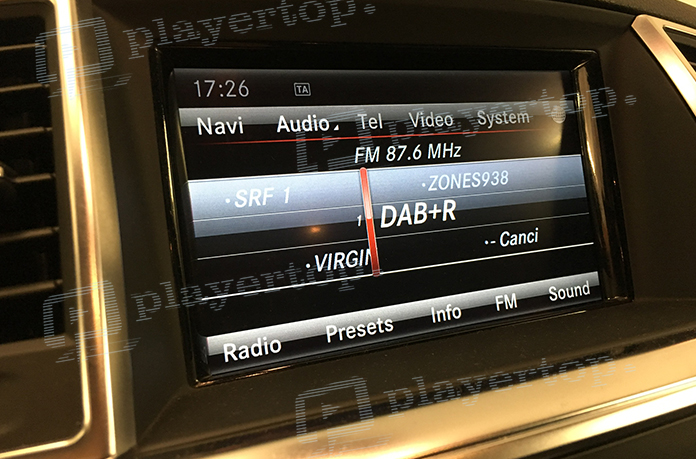 playertop.
17:26 TA
Navi Audio Tel Video System
playertop.
FM 87.6 MHz
•SRF 1 •ZONES938
DAB+R
•VIRGIN •- Canci
playertop.
Radio Presets Info FM Sound
playertop.